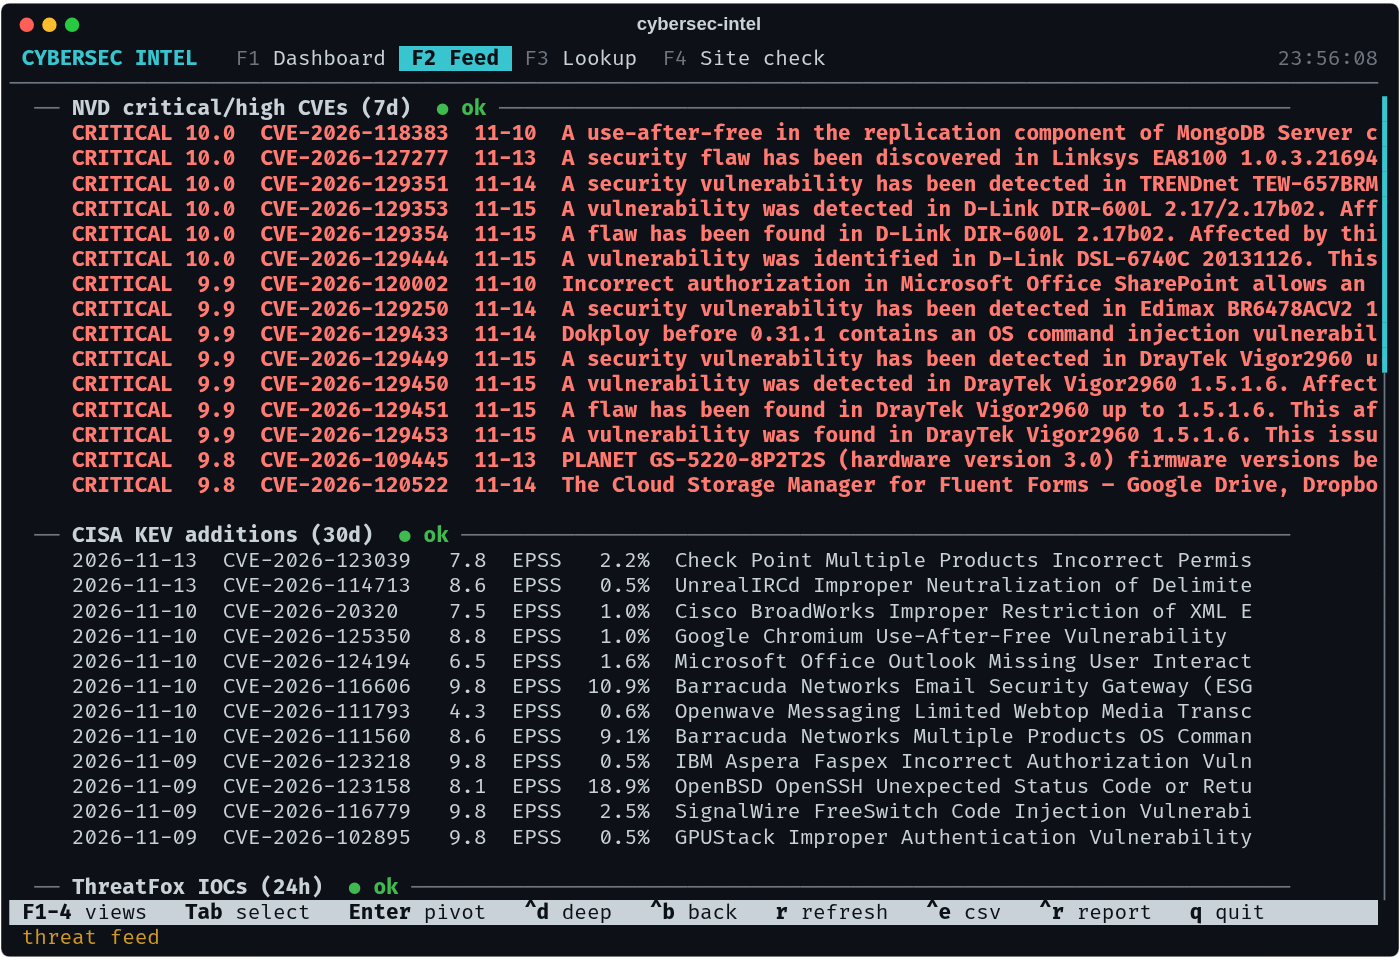 cybersec-intel
CYBERSEC INTEL F1 Dashboard F2 Feed F3 Lookup F4 Site check 23:56:08
NVD critical/high CVEs (7d) ● ok
CRITICAL 10.0 CVE-2026-118383 11-10 A use-after-free in the replication component of MongoDB Server c
CRITICAL 10.0 CVE-2026-127277 11-13 A security flaw has been discovered in Linksys EA8100 1.0.3.21694
CRITICAL 10.0 CVE-2026-129351 11-14 A security vulnerability has been detected in TRENDnet TEW-657BRM
CRITICAL 10.0 CVE-2026-129353 11-15 A vulnerability was detected in D-Link DIR-600L 2.17/2.17b02. Aff
CRITICAL 10.0 CVE-2026-129354 11-15 A flaw has been found in D-Link DIR-600L 2.17b02. Affected by thi
CRITICAL 10.0 CVE-2026-129444 11-15 A vulnerability was identified in D-Link DSL-6740C 20131126. This
CRITICAL 9.9 CVE-2026-120002 11-10 Incorrect authorization in Microsoft Office SharePoint allows an
CRITICAL 9.9 CVE-2026-129250 11-14 A security vulnerability has been detected in Edimax BR6478ACV2 1
CRITICAL 9.9 CVE-2026-129433 11-14 Dokploy before 0.31.1 contains an OS command injection vulnerabil
CRITICAL 9.9 CVE-2026-129449 11-15 A security vulnerability has been detected in DrayTek Vigor2960 u
CRITICAL 9.9 CVE-2026-129450 11-15 A vulnerability was detected in DrayTek Vigor2960 1.5.1.6. Affect
CRITICAL 9.9 CVE-2026-129451 11-15 A flaw has been found in DrayTek Vigor2960 up to 1.5.1.6. This af
CRITICAL 9.9 CVE-2026-129453 11-15 A vulnerability was found in DrayTek Vigor2960 1.5.1.6. This issu
CRITICAL 9.8 CVE-2026-109445 11-13 PLANET GS-5220-8P2T2S (hardware version 3.0) firmware versions be
CRITICAL 9.8 CVE-2026-120522 11-14 The Cloud Storage Manager for Fluent Forms – Google Drive, Dropbo
CISA KEV additions (30d) ● ok
2026-11-13 CVE-2026-123039 7.8 EPSS 2.2% Check Point Multiple Products Incorrect Permis
2026-11-13 CVE-2026-114713 8.6 EPSS 0.5% UnrealIRCd Improper Neutralization of Delimite
2026-11-10 CVE-2026-20320 7.5 EPSS 1.0% Cisco BroadWorks Improper Restriction of XML E
2026-11-10 CVE-2026-125350 8.8 EPSS 1.0% Google Chromium Use-After-Free Vulnerability
2026-11-10 CVE-2026-124194 6.5 EPSS 1.6% Microsoft Office Outlook Missing User Interact
2026-11-10 CVE-2026-116606 9.8 EPSS 10.9% Barracuda Networks Email Security Gateway (ESG
2026-11-10 CVE-2026-111793 4.3 EPSS 0.6% Openwave Messaging Limited Webtop Media Transc
2026-11-10 CVE-2026-111560 8.6 EPSS 9.1% Barracuda Networks Multiple Products OS Comman
2026-11-09 CVE-2026-123218 9.8 EPSS 0.5% IBM Aspera Faspex Incorrect Authorization Vuln
2026-11-09 CVE-2026-123158 8.1 EPSS 18.9% OpenBSD OpenSSH Unexpected Status Code or Retu
2026-11-09 CVE-2026-116779 9.8 EPSS 2.5% SignalWire FreeSwitch Code Injection Vulnerabi
2026-11-09 CVE-2026-102895 9.8 EPSS 0.5% GPUStack Improper Authentication Vulnerability
ThreatFox IOCs (24h) ● ok
F1-4 views Tab select Enter pivot ^d deep ^b back r refresh ^e csv ^r report q quit
threat feed